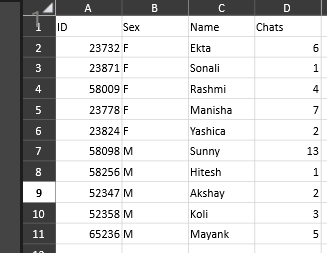 A B C D
1 ID Sex Name Chats
2 23732 F Ekta 6
3 23871 F Sonali 1
4 58009 F Rashmi 4
5 23778 F Manisha 7
6 23824 F Yashica 2
7 58098 M Sunny 13
8 58256 M Hitesh 1
9 52347 M Akshay 2
10 52358 M Koli 3
11 65236 M Mayank 5